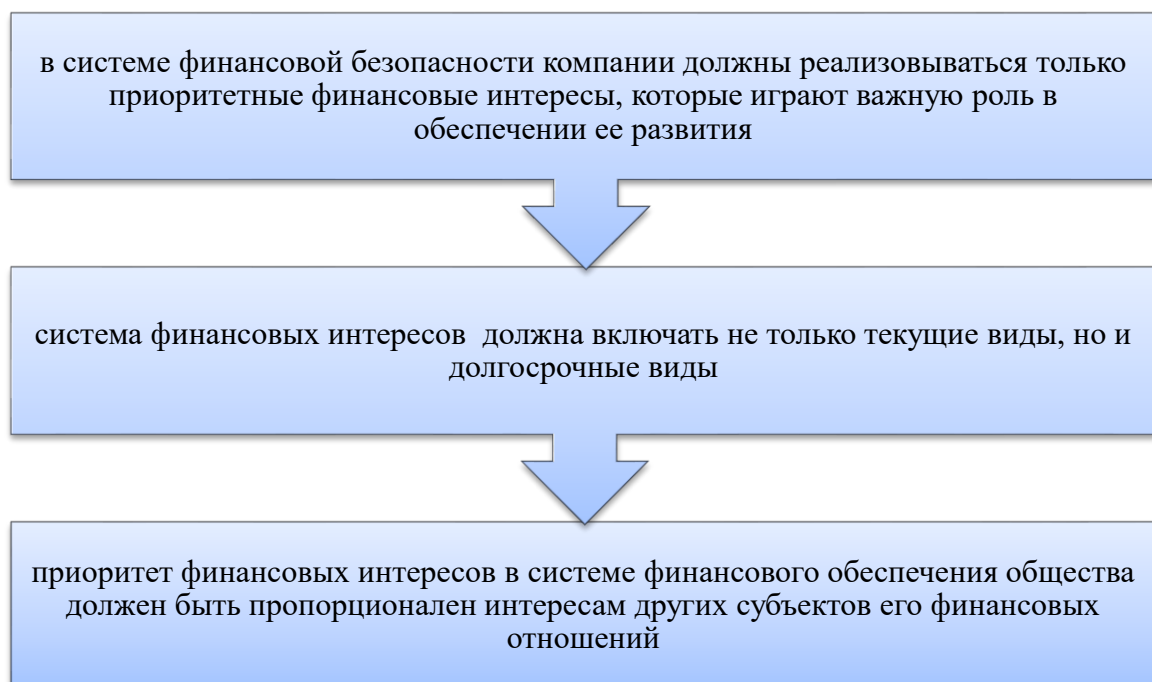 в системе финансовой безопасности компании должны реализовываться только
приоритетные финансовые интересы, которые играют важную роль в
обеспечении ее развития
система финансовых интересов должна включать не только текущие виды, но и
долгосрочные виды
приоритет финансовых интересов в системе финансового обеспечения общества
должен быть пропорционален интересам других субъектов его финансовых
отношений